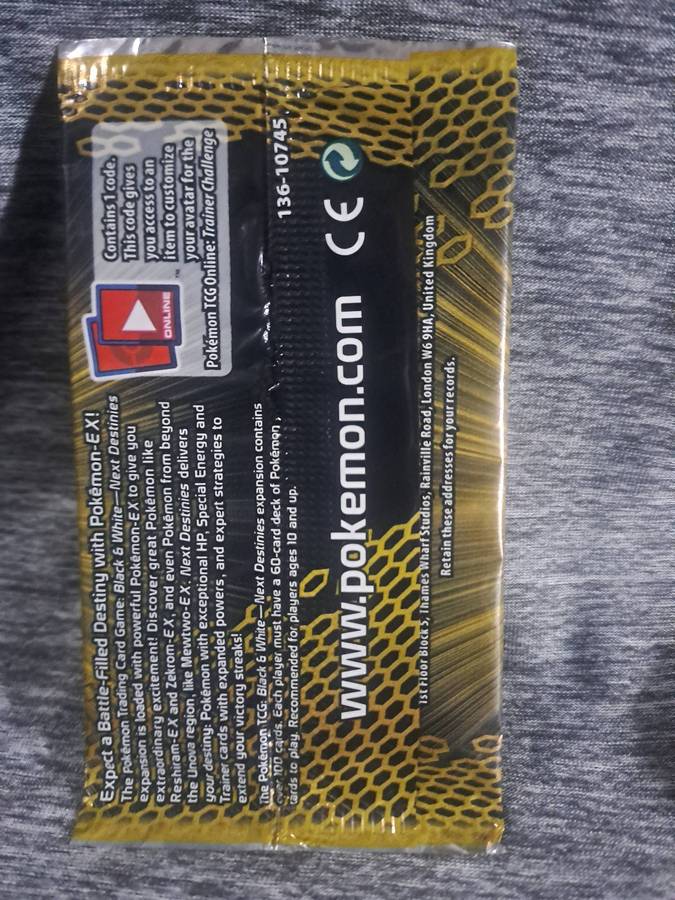 Expect a Battle-Filled Destiny with Pokémon-EX!
The Pokémon Trading Card Game: Black & White—Next Destinies
expansion is loaded with powerful Pokémon-EX to give you
extraordinary excitement! Discover great Pokémon like
Reshiram-EX and Zekrom-EX, and even Pokémon from beyond
the Unova region, like Mewtwo-EX. Next Destinies delivers
your destiny: Pokémon with exceptional HP, Special Energy and
Trainer cards with expanded powers, and expert strategies to
extend your victory streaks!
The Pokémon TCG: Black & White—Next Destinies expansion contains
over 100 cards. Each player must have a 60-card deck of Pokémon
cards to play. Recommended for players ages 10 and up.
ONLINE
™
Contains 1 code.
This code gives
you access to an
item to customize
your avatar for the
Pokémon TCG Online: Trainer Challenge
136-10745
www.pokemon.com CE
1st Floor Block 5, Thames Wharf Studios, Rainville Road, London W6 9HA, United Kingdom
Retain these addresses for your records.